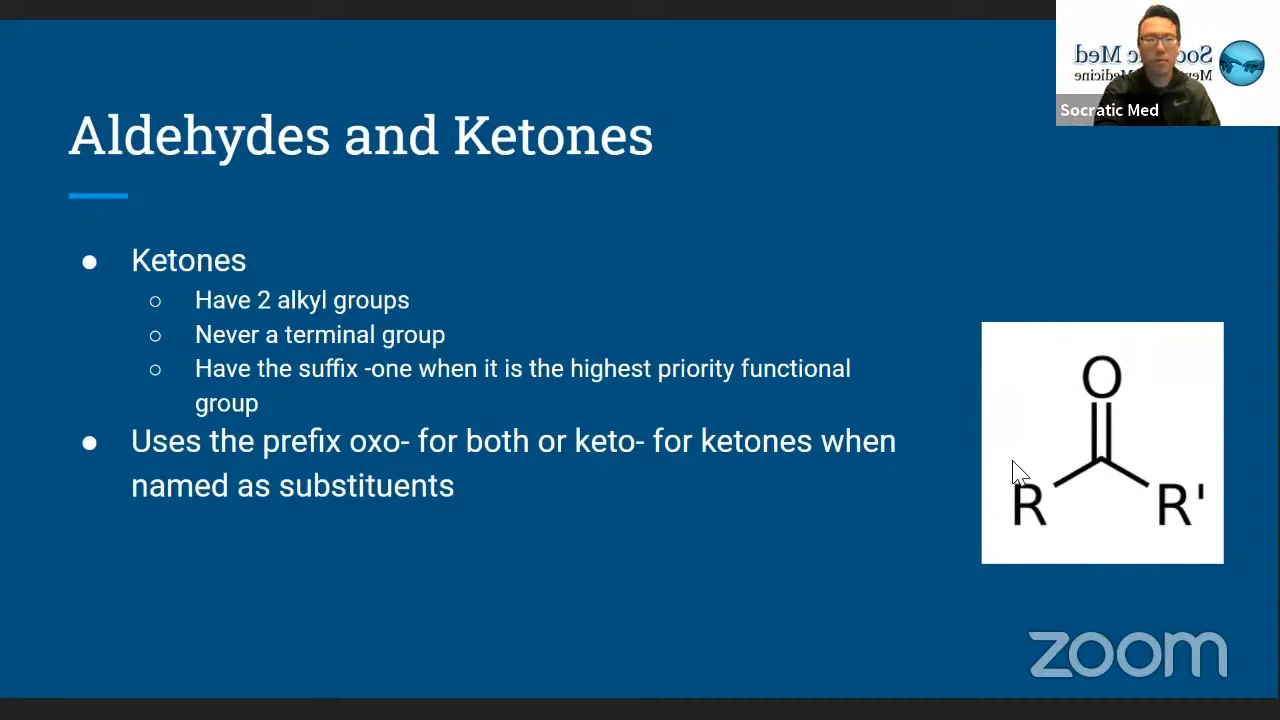 Socratic Med
Aldehydes and Ketones
● Ketones
○ Have 2 alkyl groups
○ Never a terminal group
○ Have the suffix -one when it is the highest priority functional
group
● Uses the prefix oxo- for both or keto- for ketones when
named as substituents
O
R R'
zoom